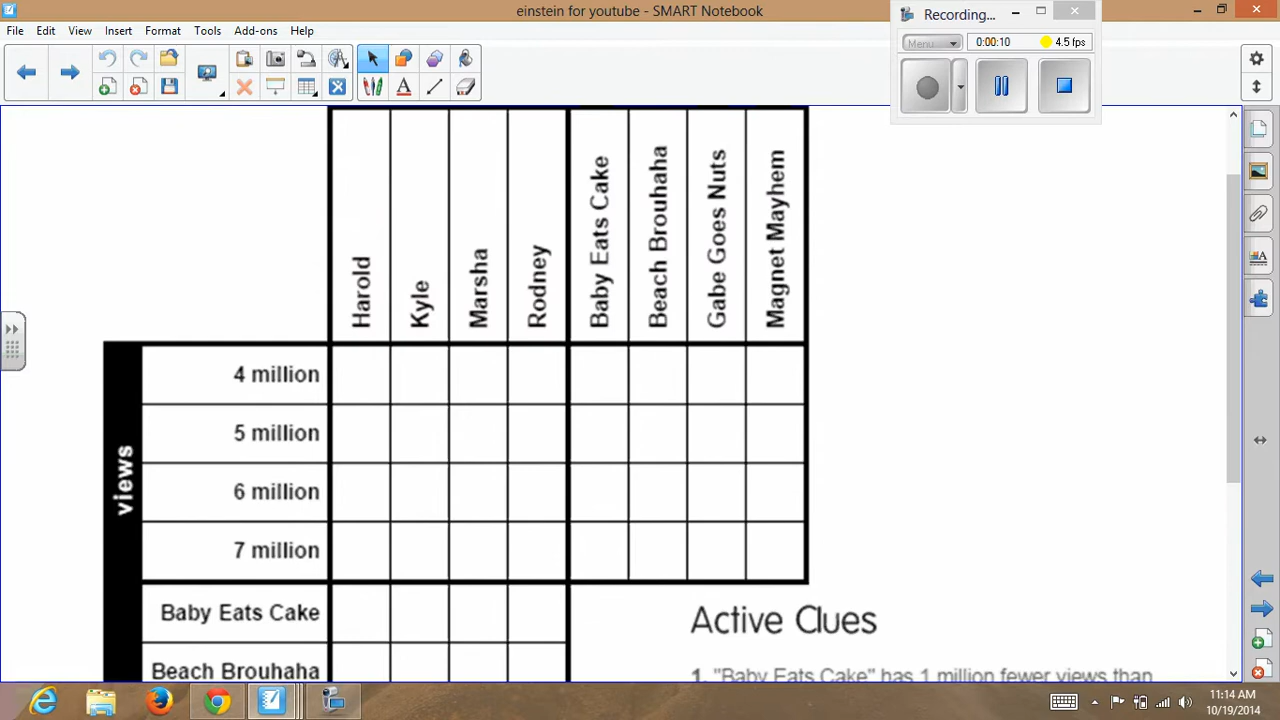 einstein for youtube - SMART Notebook
Recording...
File Edit View Insert Format Tools Add-ons Help
Menu
0:00:10
4.5 fps
Harold
Kyle
Marsha
Rodney
Baby Eats Cake
Beach Brouhaha
Gabe Goes Nuts
Magnet Mayhem
views
4 million
5 million
6 million
7 million
Baby Eats Cake
Beach Brouhaha
Active Clues
1. "Baby Eats Cake" has 1 million fewer views than
11:14 AM
10/19/2014